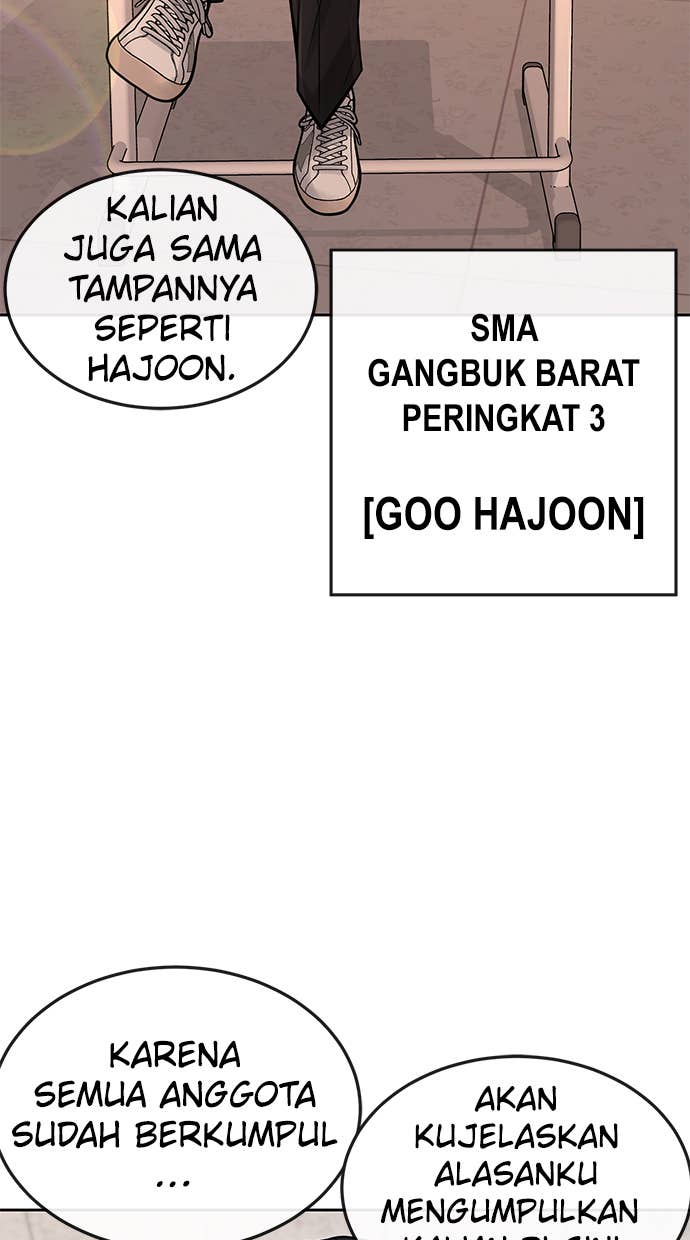 KALIAN
JUGA SAMA
TAMPANNYA
SEPERTI
HAJOON.
SMA
GANGBUK BARAT
PERINGKAT 3
[GOO HAJOON]
KARENA
SEMUA ANGGOTA
SUDAH BERKUMPUL
...
AKAN
KUJELASKAN
ALASANKU
MENGUMPULKAN